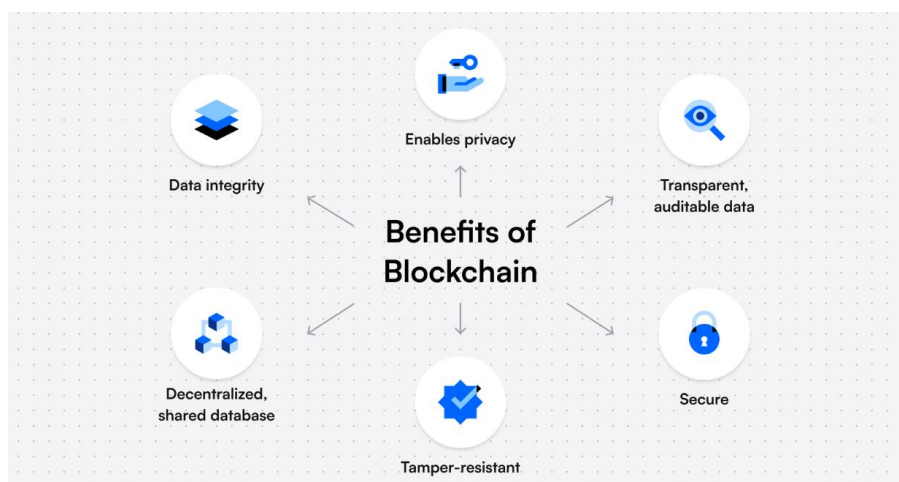 Enables privacy
Data integrity
Transparent,
auditable data
Benefits of
Blockchain
Decentralized,
shared database
Secure
Tamper-resistant